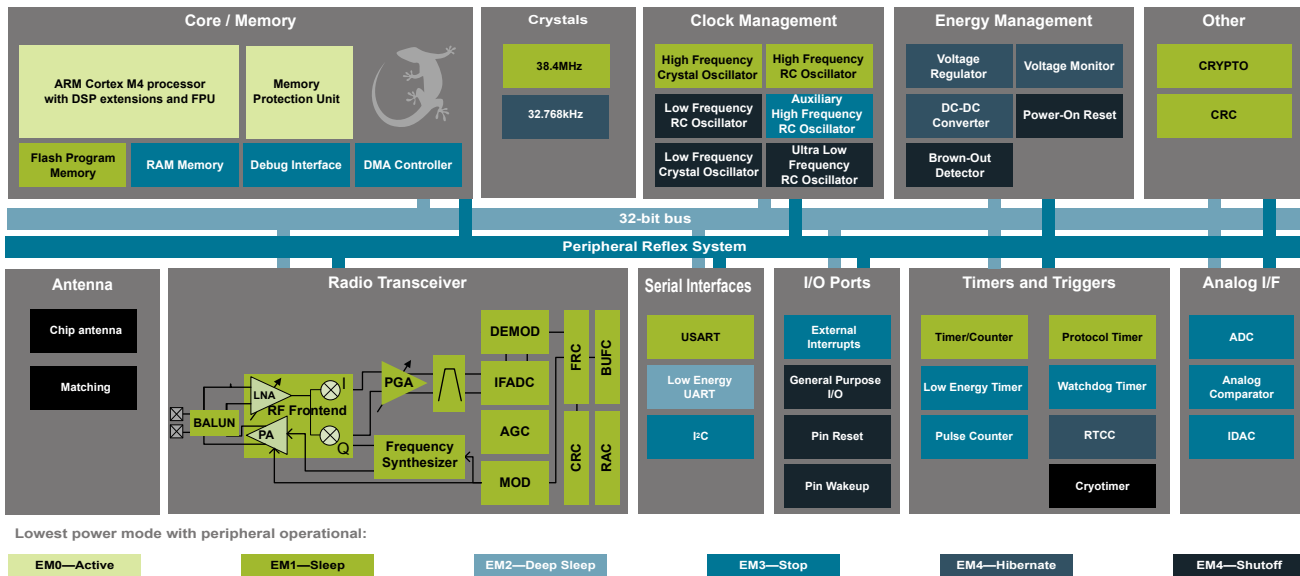 Core / Memory
ARM Cortex M4 processor
with DSP extensions and FPU
Memory
Protection Unit
Flash Program
Memory
RAM Memory
Debug Interface
DMA Controller
Crystals
38.4MHz
32.768kHz
Clock Management
High Frequency
Crystal Oscillator
High Frequency
RC Oscillator
Low Frequency
RC Oscillator
Auxiliary
High Frequency
RC Oscillator
Low Frequency
Crystal Oscillator
Ultra Low
Frequency
RC Oscillator
Energy Management
Voltage
Regulator
Voltage Monitor
DC-DC
Converter
Power-On Reset
Brown-Out
Detector
Other
CRYPTO
CRC
32-bit bus
Peripheral Reflex System
Antenna
Chip antenna
Matching
Radio Transceiver
BALUN
LNA
RF Frontend
PA
I
Q
PGA
Frequency
Synthesizer
DEMOD
IFADC
AGC
MOD
FRC
BUFC
CRC
RAC
Serial Interfaces
USART
Low Energy
UART
I²C
I/O Ports
External
Interrupts
General Purpose
I/O
Pin Reset
Pin Wakeup
Timers and Triggers
Timer/Counter
Protocol Timer
Low Energy Timer
Watchdog Timer
Pulse Counter
RTCC
Cryotimer
Analog I/F
ADC
Analog
Comparator
IDAC
Lowest power mode with peripheral operational:
EM0—Active
EM1—Sleep
EM2—Deep Sleep
EM3—Stop
EM4—Hibernate
EM4—Shutoff